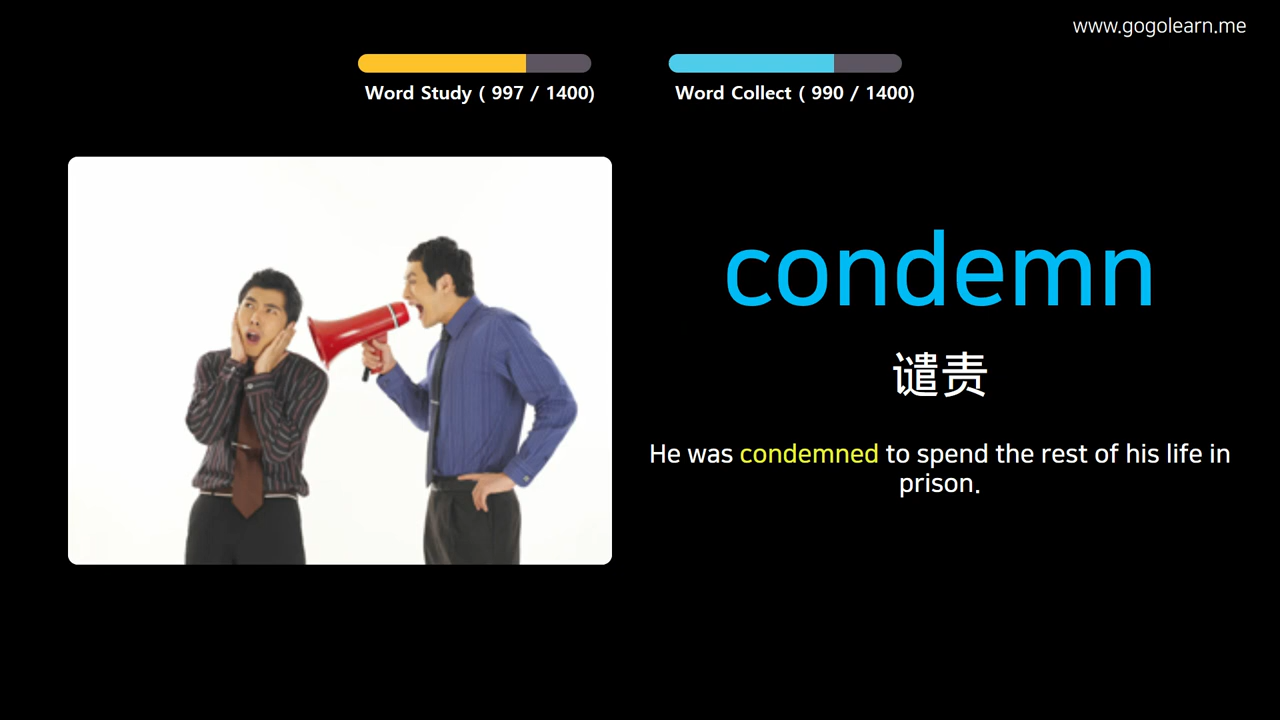 www.gogolearn.me
Word Study ( 997 / 1400)
Word Collect ( 990 / 1400)
condemn
谴责
He was condemned to spend the rest of his life in
prison.